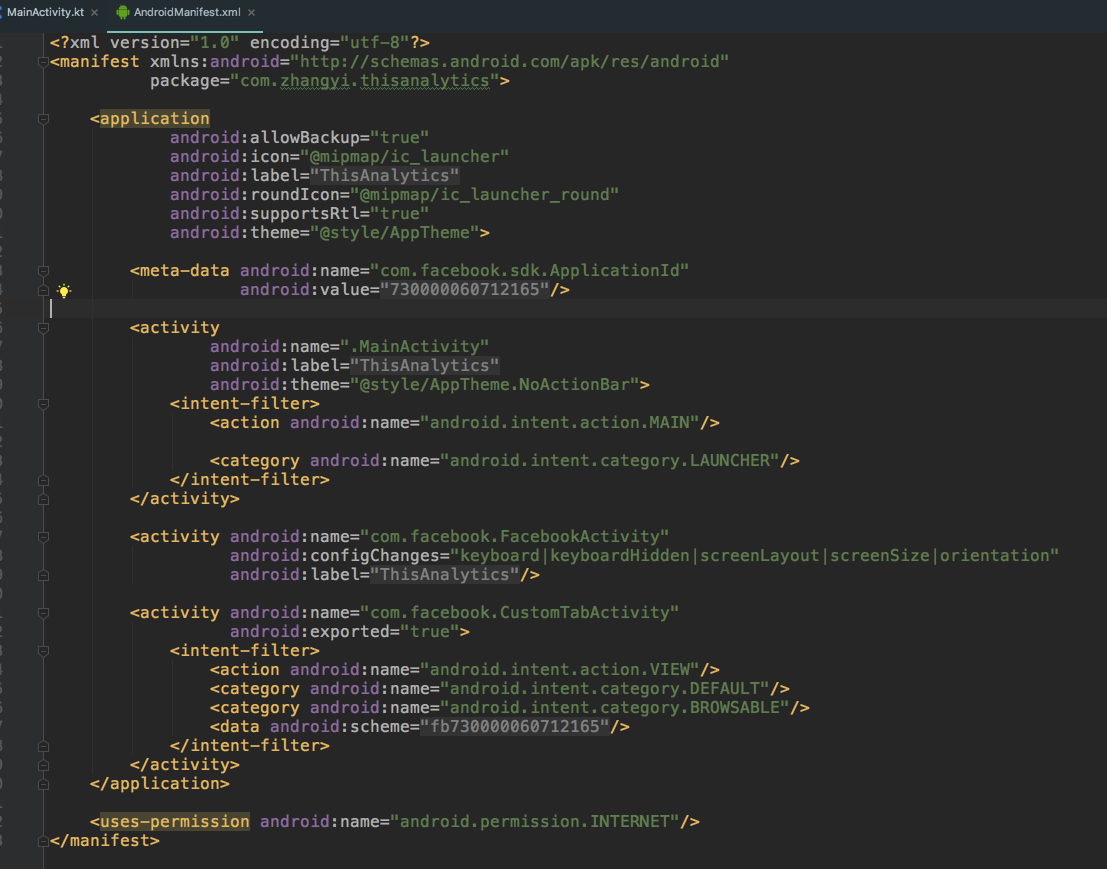 MainActivity.kt × AndroidManifest.xml ×
<?xml version="1.0" encoding="utf-8"?>
<manifest xmlns:android="http://schemas.android.com/apk/res/android"
package="com.zhangyi.thisanalytics">
<application
android:allowBackup="true"
android:icon="@mipmap/ic_launcher"
android:label="ThisAnalytics"
android:roundIcon="@mipmap/ic_launcher_round"
android:supportsRtl="true"
android:theme="@style/AppTheme">
<meta-data android:name="com.facebook.sdk.ApplicationId"
android:value="730000060712165"/>
<activity
android:name=".MainActivity"
android:label="ThisAnalytics"
android:theme="@style/AppTheme.NoActionBar">
<intent-filter>
<action android:name="android.intent.action.MAIN"/>
<category android:name="android.intent.category.LAUNCHER"/>
</intent-filter>
</activity>
<activity android:name="com.facebook.FacebookActivity"
android:configChanges="keyboard|keyboardHidden|screenLayout|screenSize|orientation"
android:label="ThisAnalytics"/>
<activity android:name="com.facebook.CustomTabActivity"
android:exported="true">
<intent-filter>
<action android:name="android.intent.action.VIEW"/>
<category android:name="android.intent.category.DEFAULT"/>
<category android:name="android.intent.category.BROWSABLE"/>
<data android:scheme="fb730000060712165"/>
</intent-filter>
</activity>
</application>
<uses-permission android:name="android.permission.INTERNET"/>
</manifest>